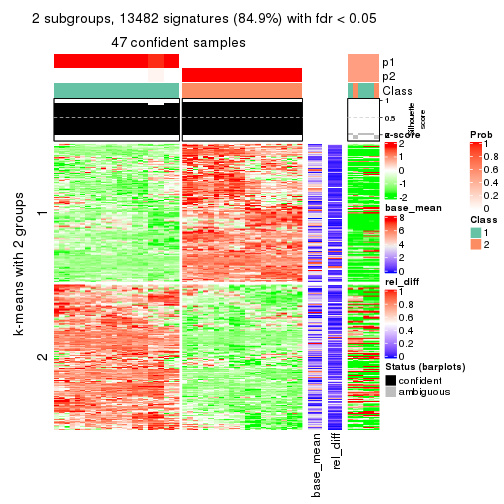 2 subgroups, 13482 signatures (84.9%) with fdr < 0.05
47 confident samples
p1
p2
Class
1
0.5
0
Silhouette
score
k-means with 2 groups
1
2
base_mean
rel_diff
z-score
2
1
0
-1
-2
base_mean
8
6
4
2
0
rel_diff
1
0.8
0.6
0.4
0.2
0
Status (barplots)
confident
ambiguous
Prob
1
0.8
0.6
0.4
0.2
0
Class
1
2